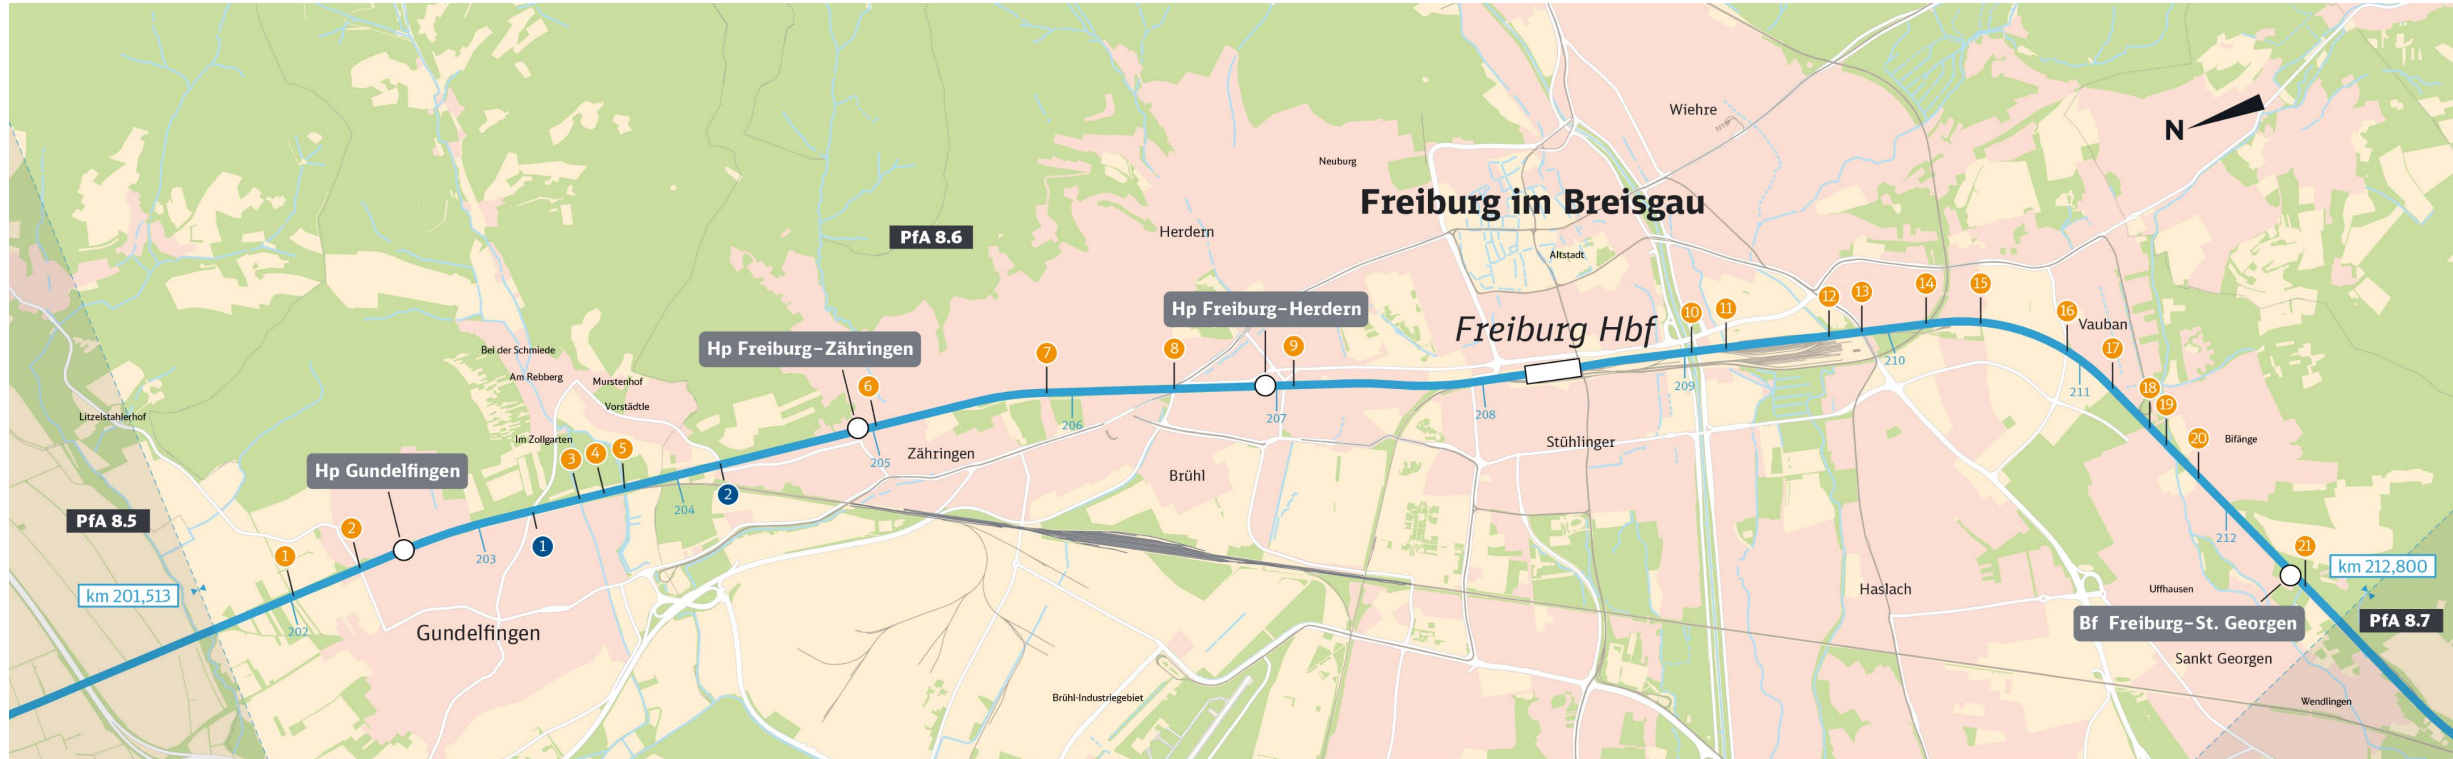 Wiehre
N
Neuburg
Freiburg im Breisgau
Herdern
PfA 8.6
Altstadt
Hp Freiburg–Herdern
Freiburg Hbf
Hp Freiburg–Zähringen
Vauban
Bei der Schmiede
Am Rebberg
Murstenhof
Vorstädtle
Litzelstahlerhof
Im Zollgarten
Hp Gundelfingen
Zähringen
Brühl
Stühlinger
Bifänge
PfA 8.5
km 201,513
km 212,800
Haslach
Uffhausen
Gundelfingen
Bf Freiburg–St. Georgen
PfA 8.7
Sankt Georgen
Brühl-Industriegebiet
Wendlingen
1
2
3
4
5
6
7
8
9
10
11
12
13
14
15
16
17
18
19
20
21
1
2
202
203
204
205
206
207
208
209
210
211
212